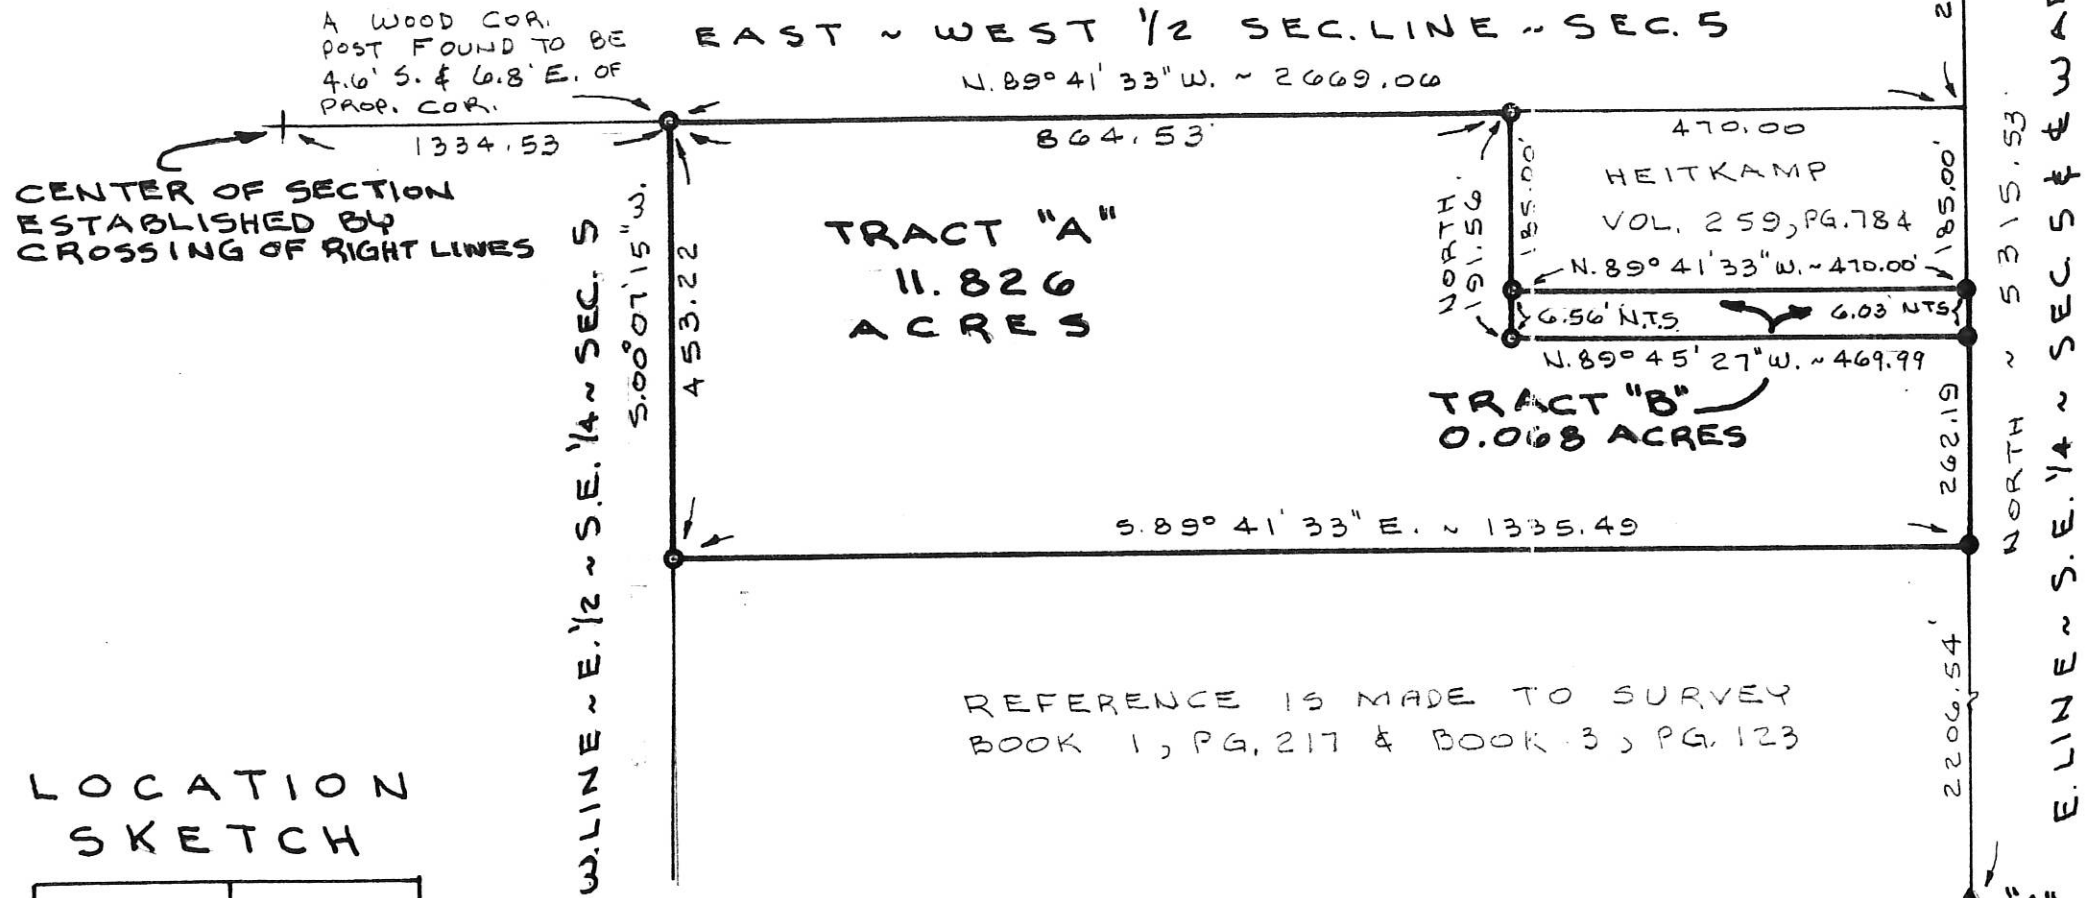 A WOOD COR.
POST FOUND TO BE
4.6' S. & 6.8' E. OF
PROP. COR.
EAST ~ WEST 1/2 SEC. LINE ~ SEC. 5
N. 89° 41' 33" W. ~ 2669.06
1334.53
864.53'
470.00
CENTER OF SECTION
ESTABLISHED BY
CROSSING OF RIGHT LINES
W. LINE ~ E. 1/2 ~ S.E. 1/4 ~ SEC. 5
S. 00° 07' 15" W.
453.22
TRACT "A"
11.826
ACRES
NORTH
191.56
185.00'
HEITKAMP
VOL. 259, PG. 784
185.00'
N. 89° 41' 33" W. ~ 470.00'
6.56' N.T.S.
6.03' NTS
N. 89° 45' 27" W. ~ 469.99
TRACT "B"
0.068 ACRES
262.19
S. 89° 41' 33" E. ~ 1335.49
NORTH ~ 5315.53'
E. LINE ~ S.E. 1/4 ~ SEC 5 &
2206.54'
REFERENCE IS MADE TO SURVEY
BOOK 1, PG. 217 & BOOK 3, PG. 123
LOCATION
SKETCH